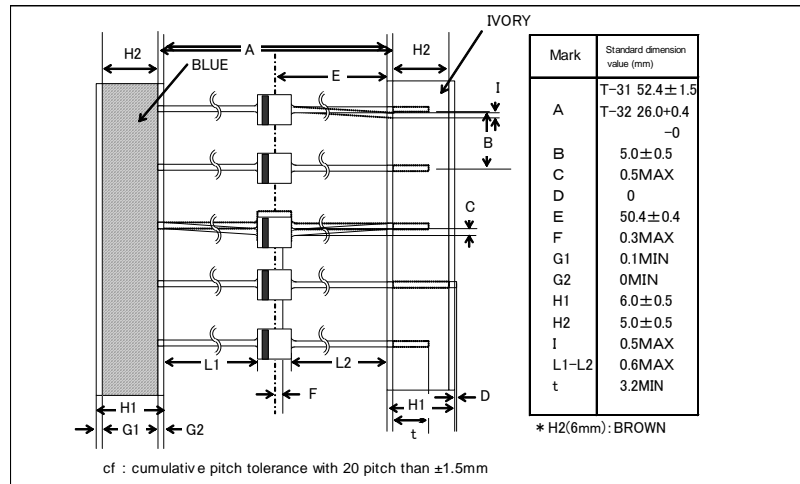 IVORY
H2
A
H2
BLUE
E
I
B
C
L1
L2
F
D
H1
H1
G1
G2
t
cf : cumulative pitch tolerance with 20 pitch than ±1.5mm
Mark Standard dimension value (mm)
A T-31 52.4±1.5
T-32 26.0+0.4
-0
B 5.0±0.5
C 0.5MAX
D 0
E 50.4±0.4
F 0.3MAX
G1 0.1MIN
G2 0MIN
H1 6.0±0.5
H2 5.0±0.5
I 0.5MAX
L1-L2 0.6MAX
t 3.2MIN
* H2(6mm): BROWN